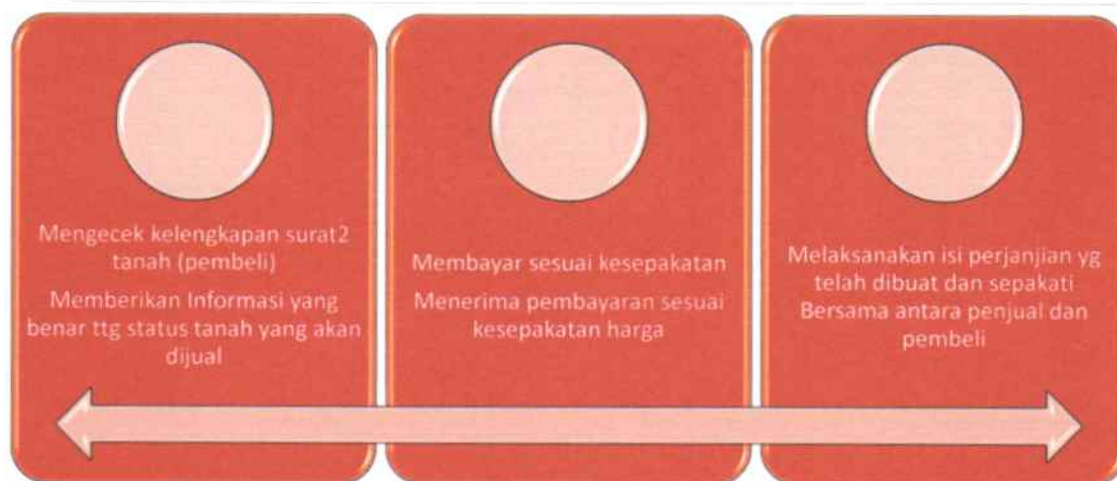 Mengecek kelengkapan surat2
tanah (pembeli)
Memberikan Informasi yang
benar ttg status tanah yang akan
dijual
Membayar sesuai kesepakatan
Menerima pembayaran sesuai
kesepakatan harga
Melaksanakan isi perjanjian yg
telah dibuat dan sepakati
Bersama antara penjual dan
pembeli